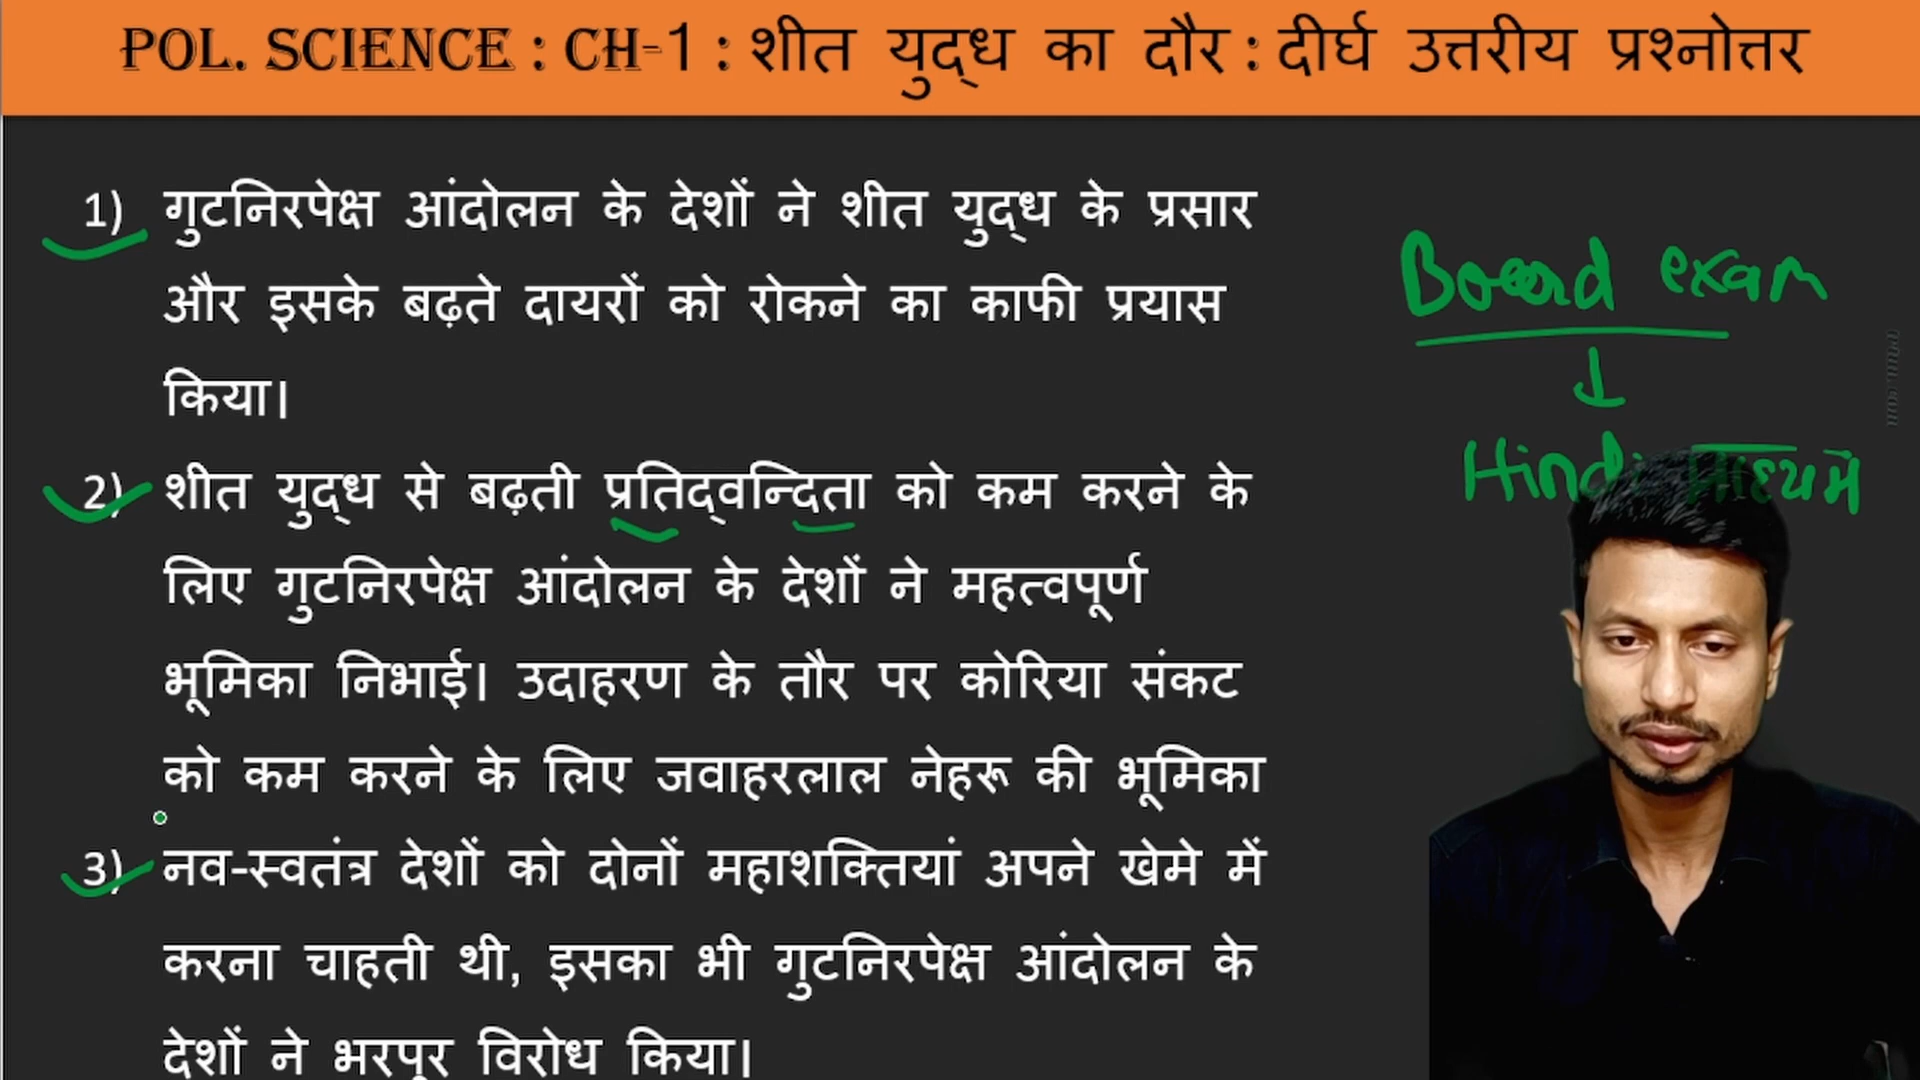 POL. SCIENCE : CH-1 : शीत युद्ध का दौर : दीर्घ उत्तरीय प्रश्नोत्तर
1) गुटनिरपेक्ष आंदोलन के देशों ने शीत युद्ध के प्रसार
और इसके बढ़ते दायरों को रोकने का काफी प्रयास
किया।
2) शीत युद्ध से बढ़ती प्रतिद्वन्दिता को कम करने के
लिए गुटनिरपेक्ष आंदोलन के देशों ने महत्वपूर्ण
भूमिका निभाई। उदाहरण के तौर पर कोरिया संकट
को कम करने के लिए जवाहरलाल नेहरू की भूमिका
3) नव-स्वतंत्र देशों को दोनों महाशक्तियां अपने खेमे में
करना चाहती थी, इसका भी गुटनिरपेक्ष आंदोलन के
देशों ने भरपूर विरोध किया।
Board exam
Hindi